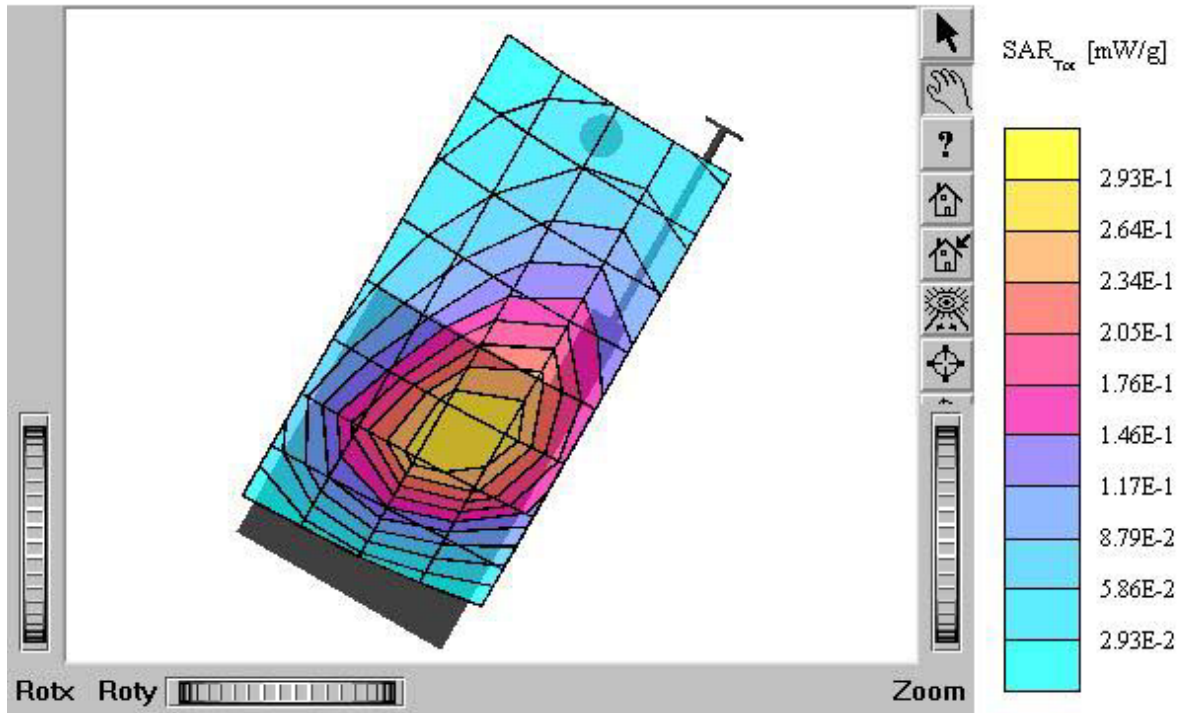 SAR_Tot [mW/g]
?
2.93E-1
2.64E-1
2.34E-1
2.05E-1
1.76E-1
1.46E-1
1.17E-1
8.79E-2
5.86E-2
2.93E-2
Rotx Roty Zoom